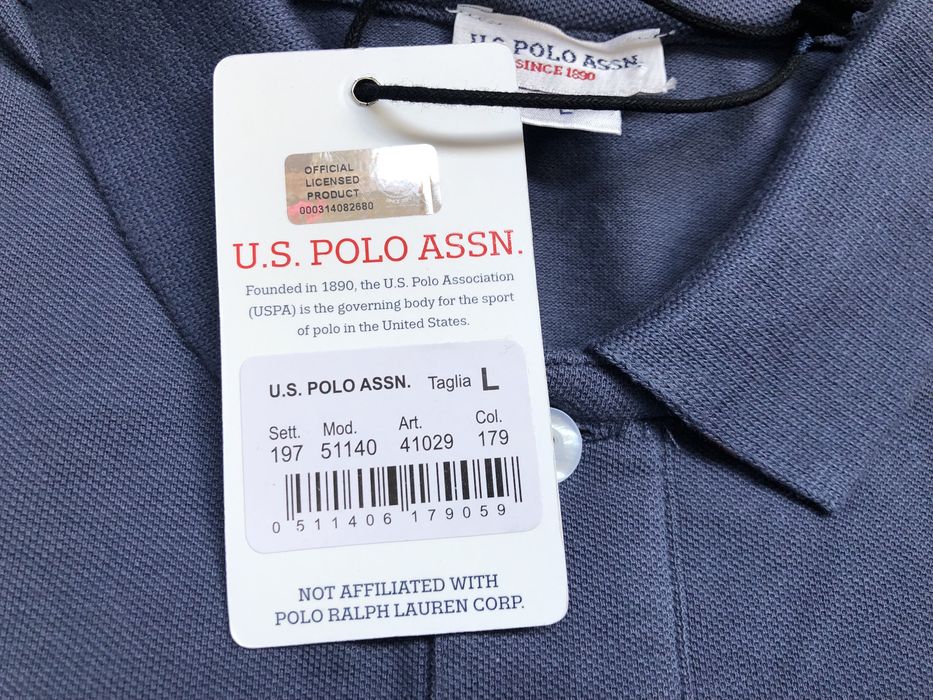 U.S. POLO ASSN.
SINCE 1890
L
OFFICIAL
LICENSED
PRODUCT
000314082680
U.S. POLO ASSN.
Founded in 1890, the U.S. Polo Association
(USPA) is the governing body for the sport
of polo in the United States.
U.S. POLO ASSN. Taglia L
Sett. Mod. Art. Col.
197 51140 41029 179
0 511406 179059
NOT AFFILIATED WITH
POLO RALPH LAUREN CORP.